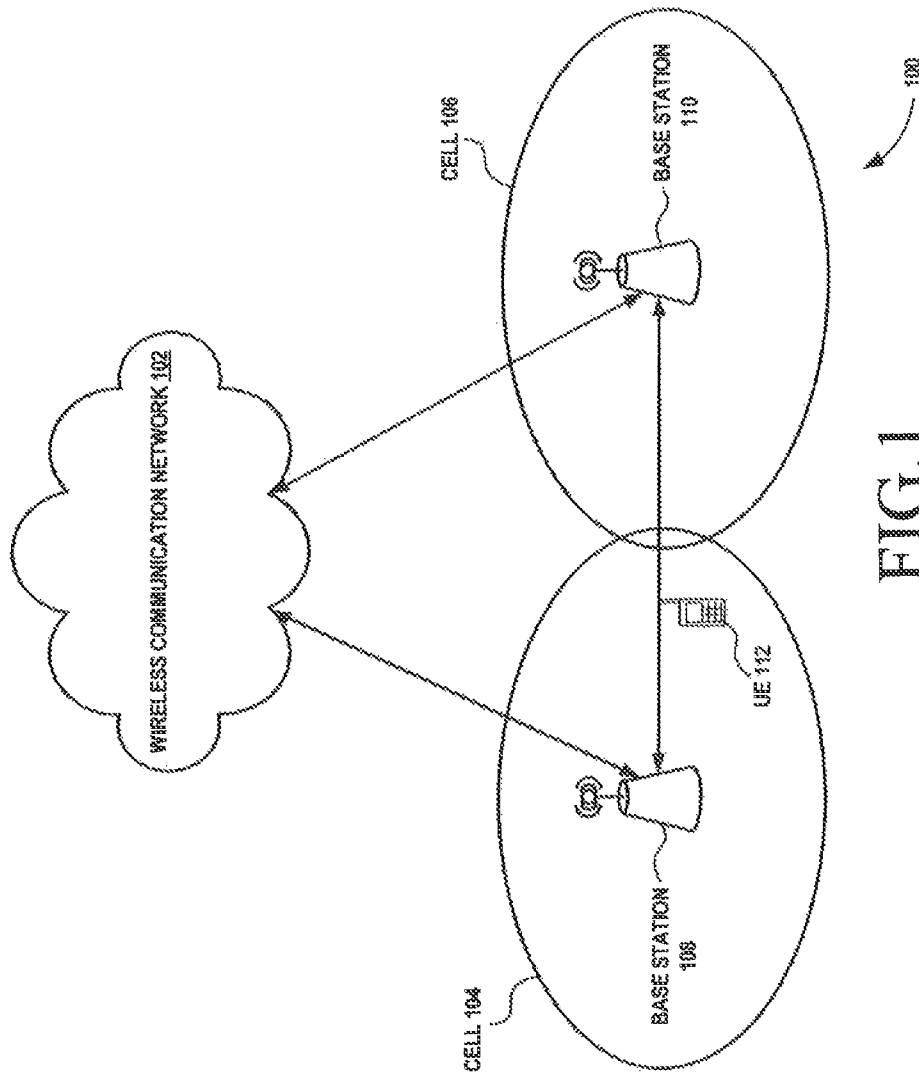 WIRELESS COMMUNICATION NETWORK 102
CELL 104
CELL 106
BASE STATION
108
BASE STATION
110
UE 112
100
FIG. 1